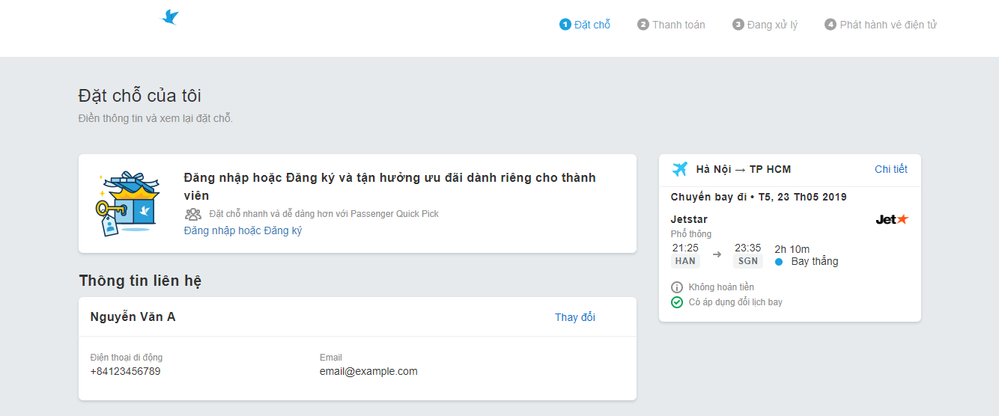 1 Đặt chỗ 2 Thanh toán 3 Đang xử lý 4 Phát hành vé điện tử
Đặt chỗ của tôi
Điền thông tin và xem lại đặt chỗ.
Đăng nhập hoặc Đăng ký và tận hưởng ưu đãi dành riêng cho thành
viên
Đặt chỗ nhanh và dễ dàng hơn với Passenger Quick Pick
Đăng nhập hoặc Đăng ký
Thông tin liên hệ
Nguyễn Văn A Thay đổi
Điện thoại di động Email
+84123456789 email@example.com
Hà Nội → TP HCM Chi tiết
Chuyến bay đi • T5, 23 Th05 2019
Jetstar Jet
Phổ thông
21:25 23:35 2h 10m
HAN SGN Bay thẳng
Không hoàn tiền
Có áp dụng đổi lịch bay